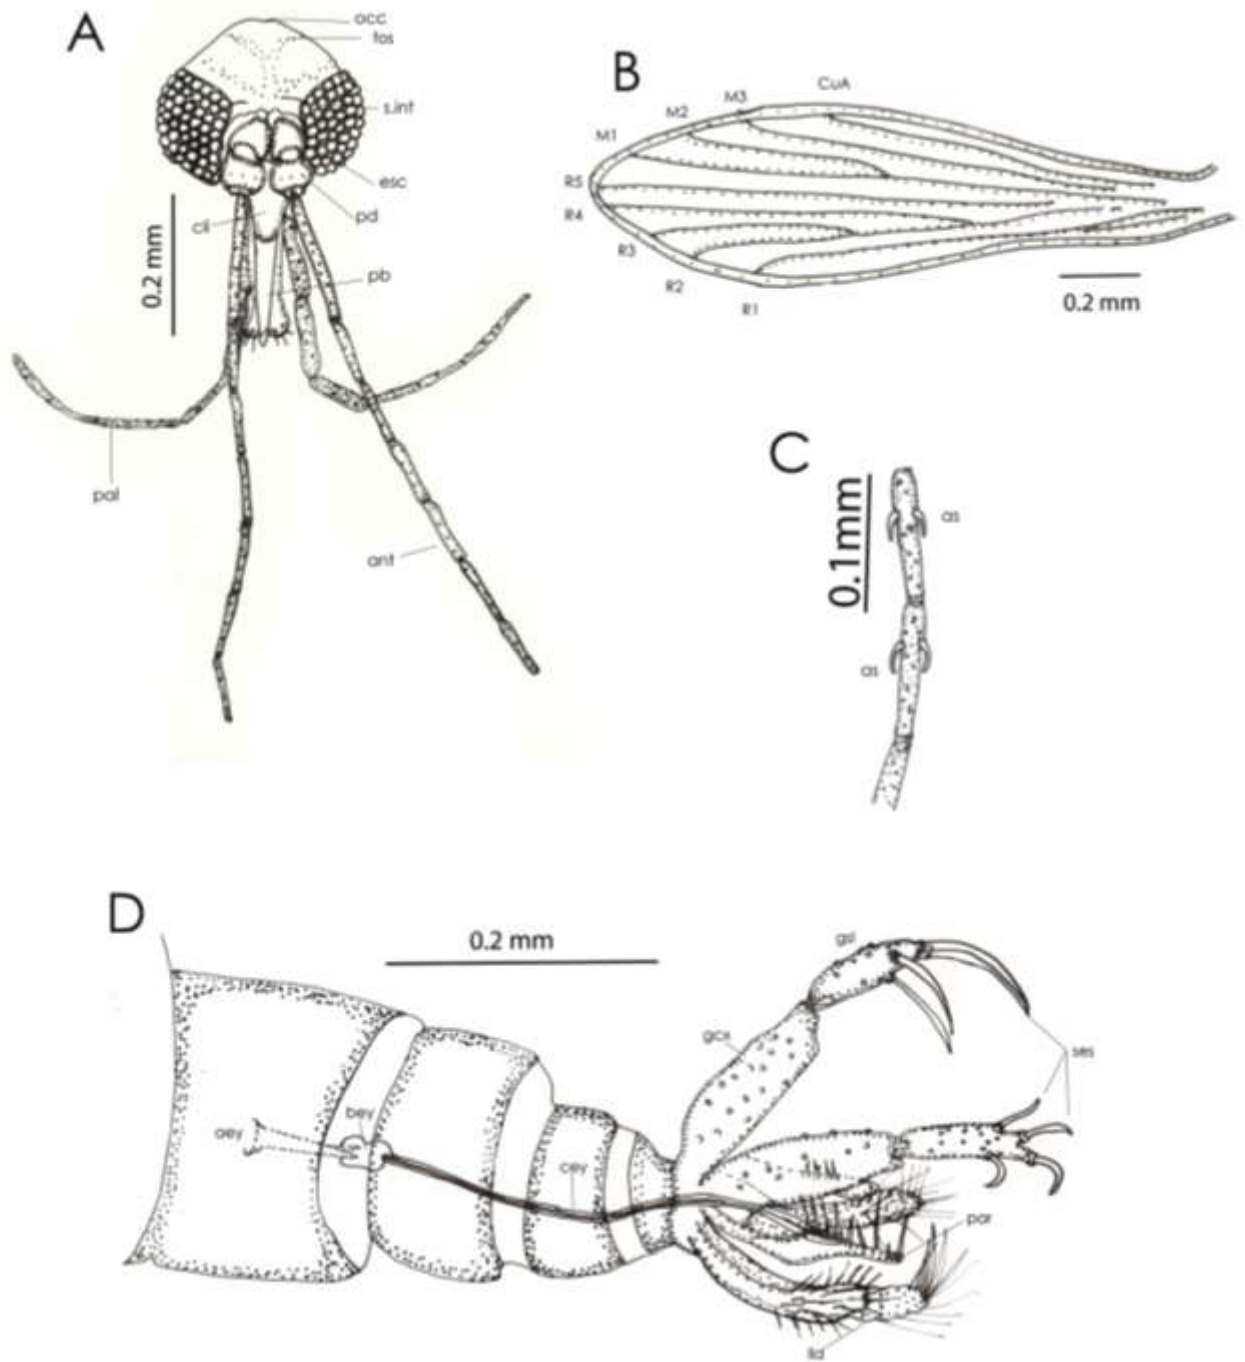 A
occ
fos
s.int
esc
pd
cli
pb
0.2 mm
pal
ant
B
CuA
M3
M2
M1
R5
R4
R3
R2
R1
0.2 mm
C
0.1mm
as
as
D
0.2 mm
gsl
gcx
ses
aey
bey
cey
par
lld